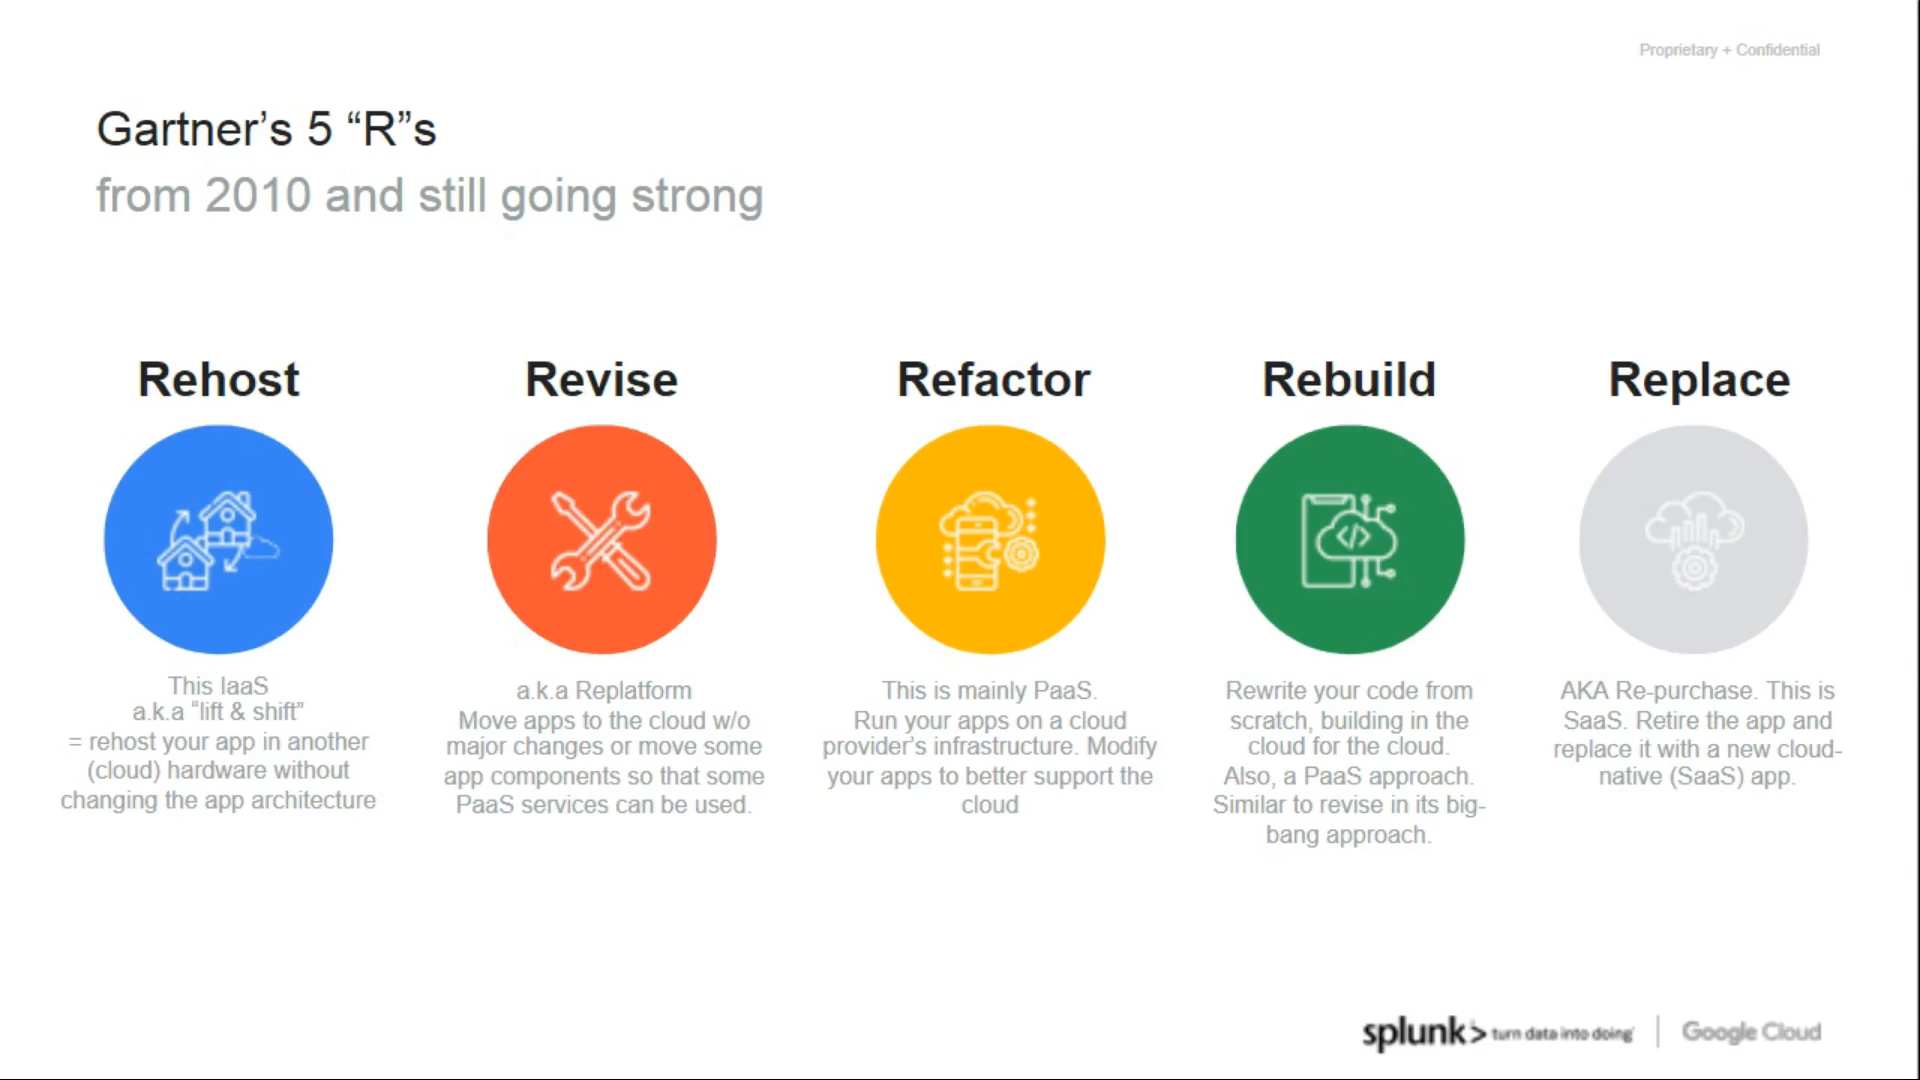 Proprietary + Confidential
Gartner’s 5 “R”s
from 2010 and still going strong
Rehost
This IaaS
a.k.a “lift & shift”
= rehost your app in another
(cloud) hardware without
changing the app architecture
Revise
a.k.a Replatform
Move apps to the cloud w/o
major changes or move some
app components so that some
PaaS services can be used.
Refactor
This is mainly PaaS.
Run your apps on a cloud
provider's infrastructure. Modify
your apps to better support the
cloud
Rebuild
Rewrite your code from
scratch, building in the
cloud for the cloud.
Also, a PaaS approach.
Similar to revise in its big-
bang approach.
Replace
AKA Re-purchase. This is
SaaS. Retire the app and
replace it with a new cloud-
native (SaaS) app.
splunk> turn data into doing
Google Cloud